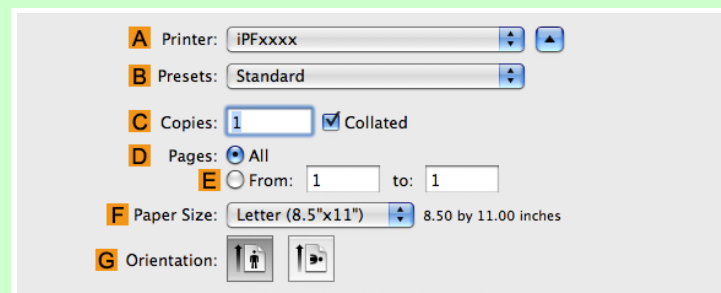 A Printer: iPFxxxx
B Presets: Standard
C Copies: 1 Collated
D Pages: All
E From: 1 to: 1
F Paper Size: Letter (8.5"x11") 8.50 by 11.00 inches
G Orientation: